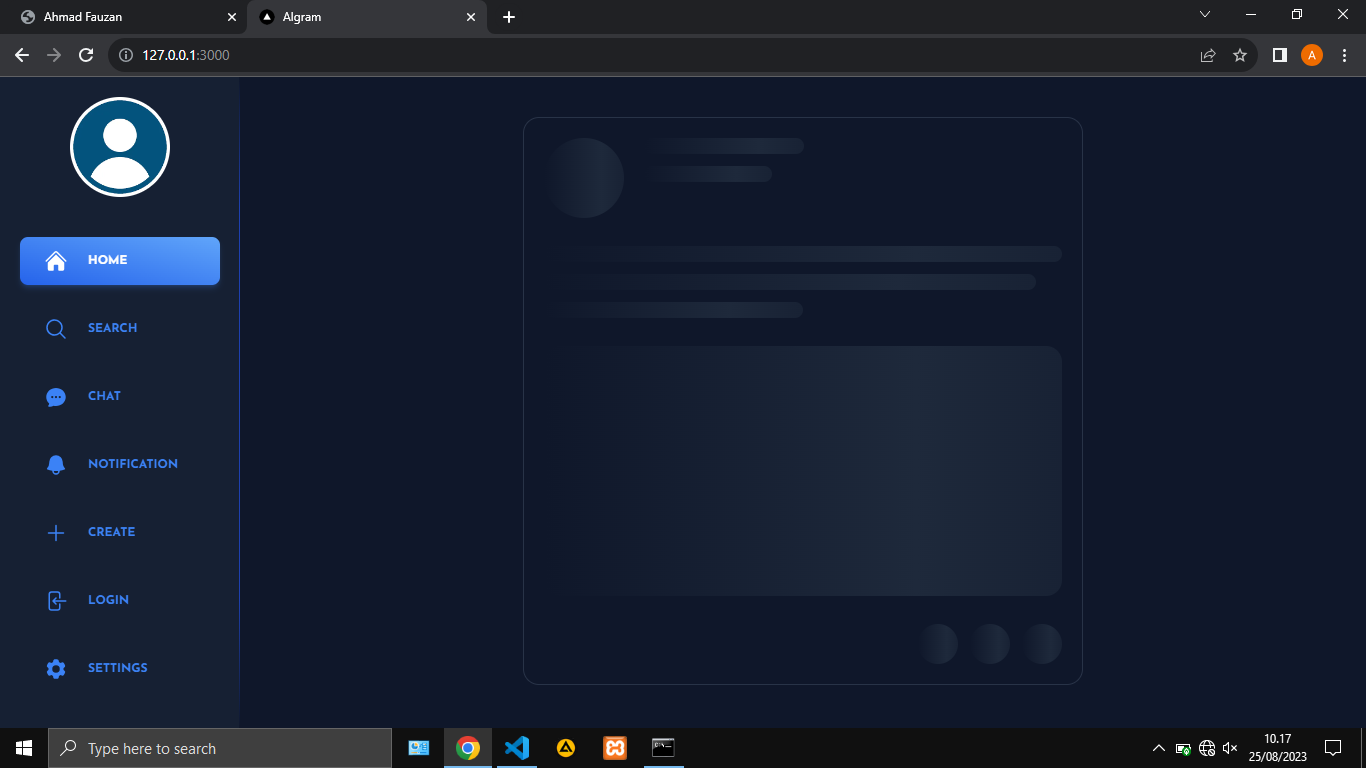 Ahmad Fauzan
Algram
127.0.0.1:3000
A
HOME
SEARCH
CHAT
NOTIFICATION
CREATE
LOGIN
SETTINGS
Type here to search
10.17
25/08/2023